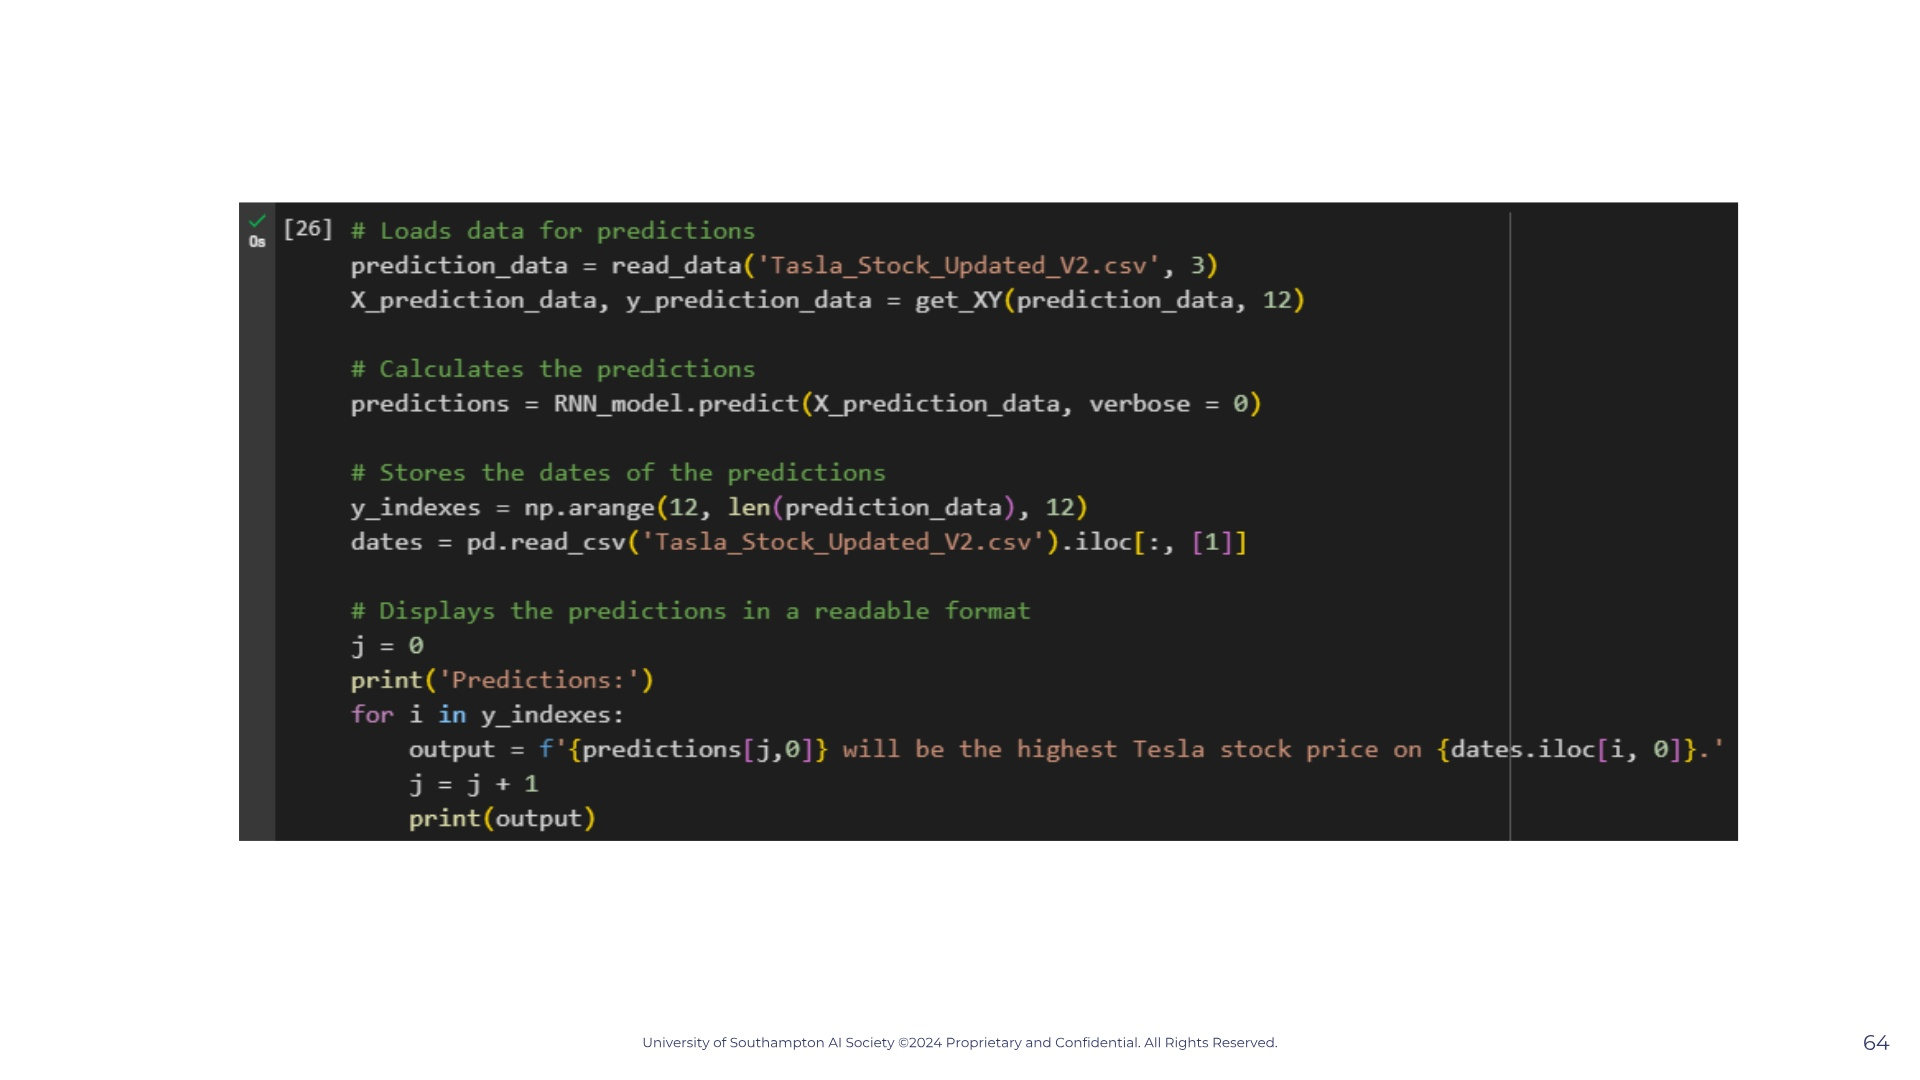 [26] # Loads data for predictions
0s
prediction_data = read_data('Tasla_Stock_Updated_V2.csv', 3)
X_prediction_data, y_prediction_data = get_XY(prediction_data, 12)
# Calculates the predictions
predictions = RNN_model.predict(X_prediction_data, verbose = 0)
# Stores the dates of the predictions
y_indexes = np.arange(12, len(prediction_data), 12)
dates = pd.read_csv('Tasla_Stock_Updated_V2.csv').iloc[:, [1]]
# Displays the predictions in a readable format
j = 0
print('Predictions:')
for i in y_indexes:
    output = f'{predictions[j,0]} will be the highest Tesla stock price on {dates.iloc[i, 0]}.'
    j = j + 1
    print(output)
University of Southampton AI Society ©2024 Proprietary and Confidential. All Rights Reserved.
64